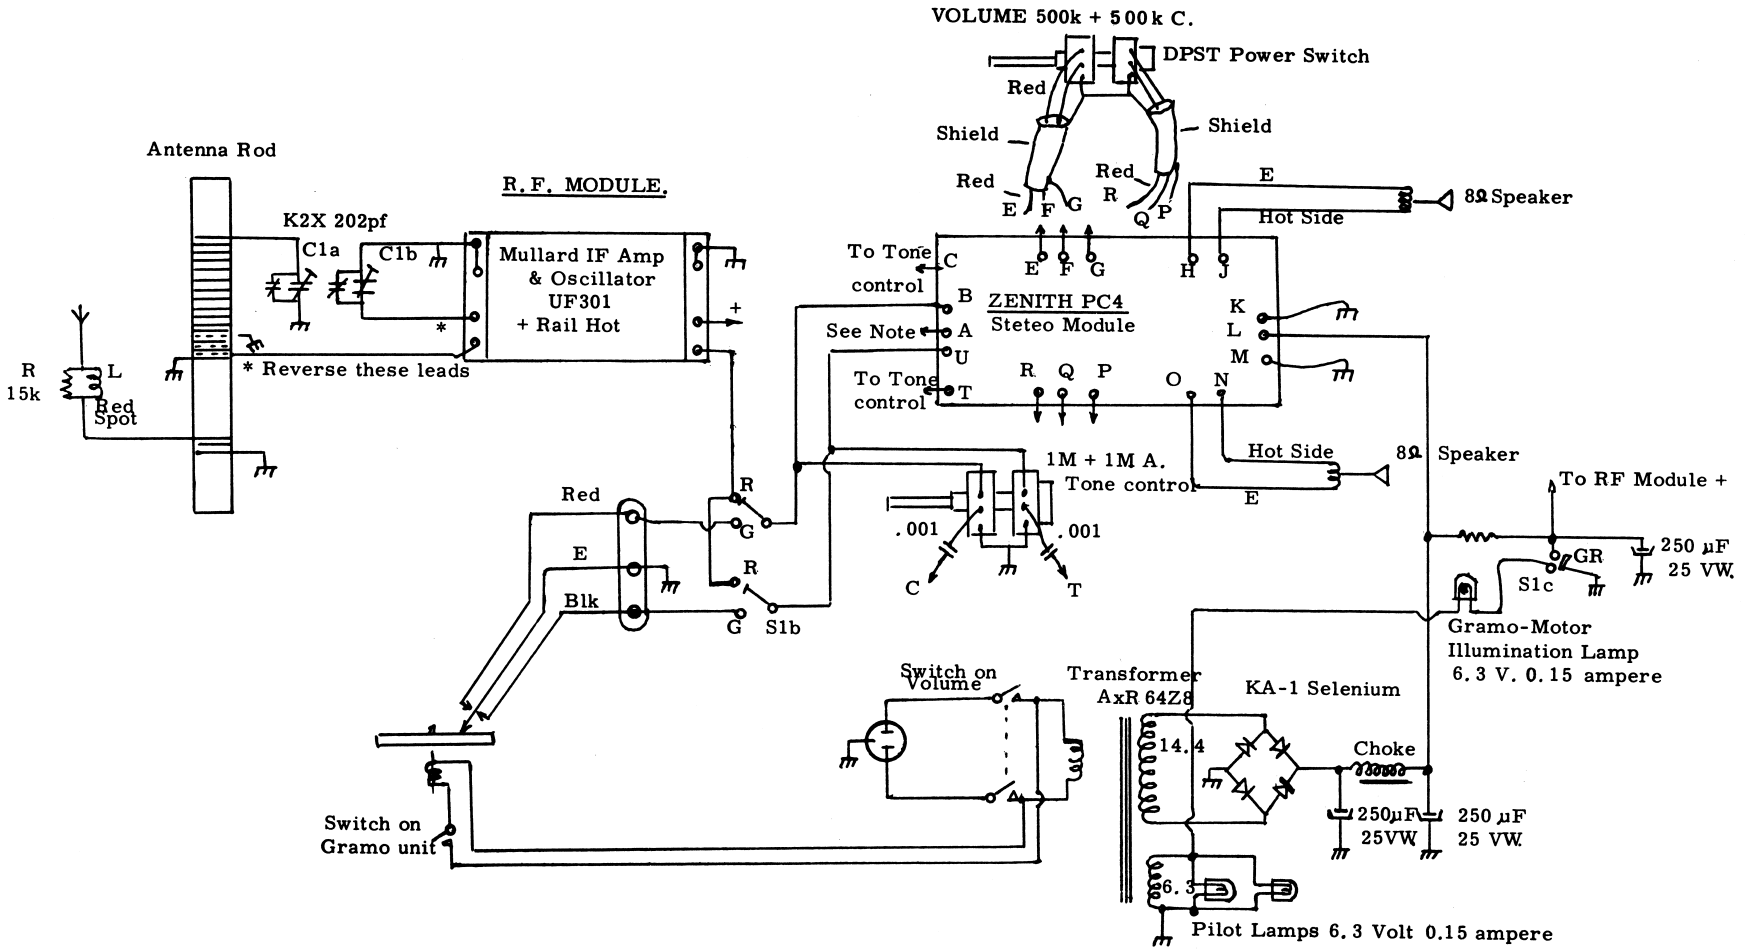 VOLUME 500k + 500k C.
DPST Power Switch
Red
Shield
Shield
Red
Red
E
F
G
R
Q
P
Antenna Rod
R.F. MODULE.
K2X 202pf
C1a
C1b
Mullard IF Amp
& Oscillator
UF301
+ Rail Hot
+
*
* Reverse these leads
R
15k
L
Red
Spot
E
8Ω Speaker
Hot Side
To Tone
control
C
B
See Note
A
U
To Tone
control
T
E
F
G
H
J
ZENITH PC4
Steteo Module
K
L
M
R
Q
P
O
N
Hot Side
8Ω Speaker
E
1M + 1M A.
Tone control
.001
.001
C
T
Red
E
Blk
R
G
R
G
S1b
To RF Module +
GR
S1c
250 µF
25 VW.
Gramo-Motor
Illumination Lamp
6.3 V. 0.15 ampere
Switch on
Volume
Transformer
AxR 64Z8
KA-1 Selenium
14.4
Choke
250µF
25VW.
250 µF
25 VW.
Switch on
Gramo unit
6.3
Pilot Lamps 6.3 Volt 0.15 ampere